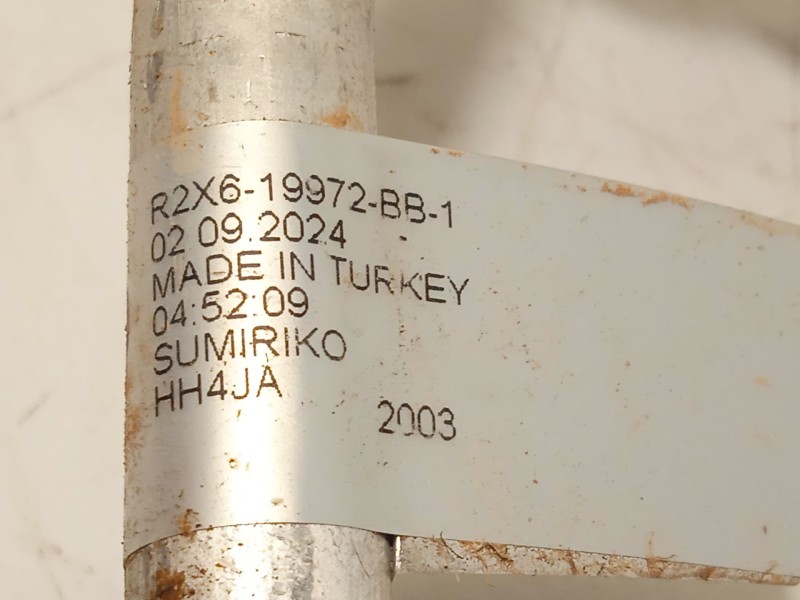 R2X6-19972-BB-1
02 09.2024
MADE IN TURKEY
04:52:09
SUMIRIKO
HH4JA
2003